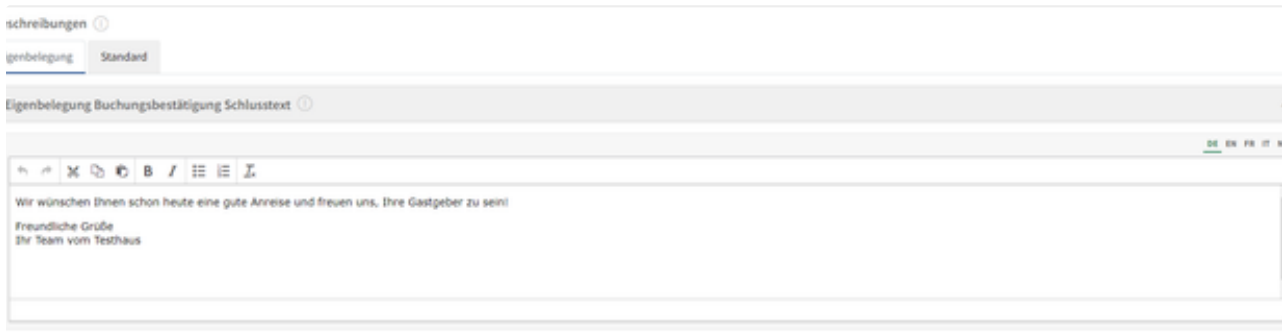 schreibungen
genbelegung Standard
Eigenbelegung Buchungsbestätigung Schlusstext
DE EN FR IT
B I
Wir wünschen Ihnen schon heute eine gute Anreise und freuen uns, Ihre Gastgeber zu sein!
Freundliche Grüße
Ihr Team vom Testhaus